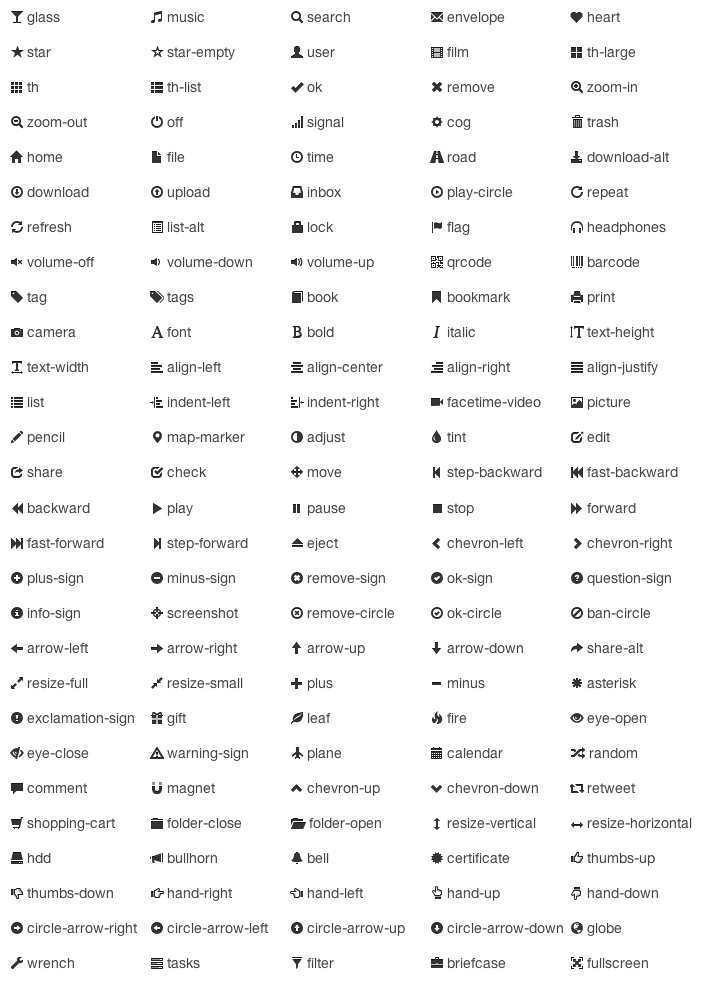 glass music search envelope heart
star star-empty user film th-large
th th-list ok remove zoom-in
zoom-out off signal cog trash
home file time road download-alt
download upload inbox play-circle repeat
refresh list-alt lock flag headphones
volume-off volume-down volume-up qrcode barcode
tag tags book bookmark print
camera font bold italic text-height
text-width align-left align-center align-right align-justify
list indent-left indent-right facetime-video picture
pencil map-marker adjust tint edit
share check move step-backward fast-backward
backward play pause stop forward
fast-forward step-forward eject chevron-left chevron-right
plus-sign minus-sign remove-sign ok-sign question-sign
info-sign screenshot remove-circle ok-circle ban-circle
arrow-left arrow-right arrow-up arrow-down share-alt
resize-full resize-small plus minus asterisk
exclamation-sign gift leaf fire eye-open
eye-close warning-sign plane calendar random
comment magnet chevron-up chevron-down retweet
shopping-cart folder-close folder-open resize-vertical resize-horizontal
hdd bullhorn bell certificate thumbs-up
thumbs-down hand-right hand-left hand-up hand-down
circle-arrow-right circle-arrow-left circle-arrow-up circle-arrow-down globe
wrench tasks filter briefcase fullscreen